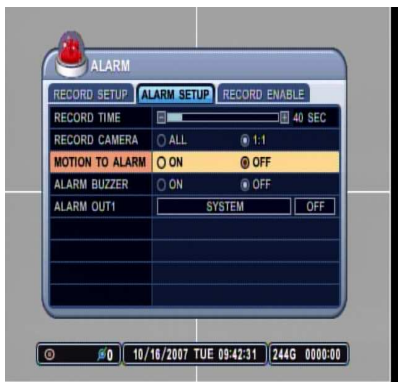 ALARM
RECORD SETUP ALARM SETUP RECORD ENABLE
RECORD TIME 40 SEC
RECORD CAMERA ALL 1:1
MOTION TO ALARM ON OFF
ALARM BUZZER ON OFF
ALARM OUT1 SYSTEM OFF
0 10/16/2007 TUE 09:42:31 244G 0000:00